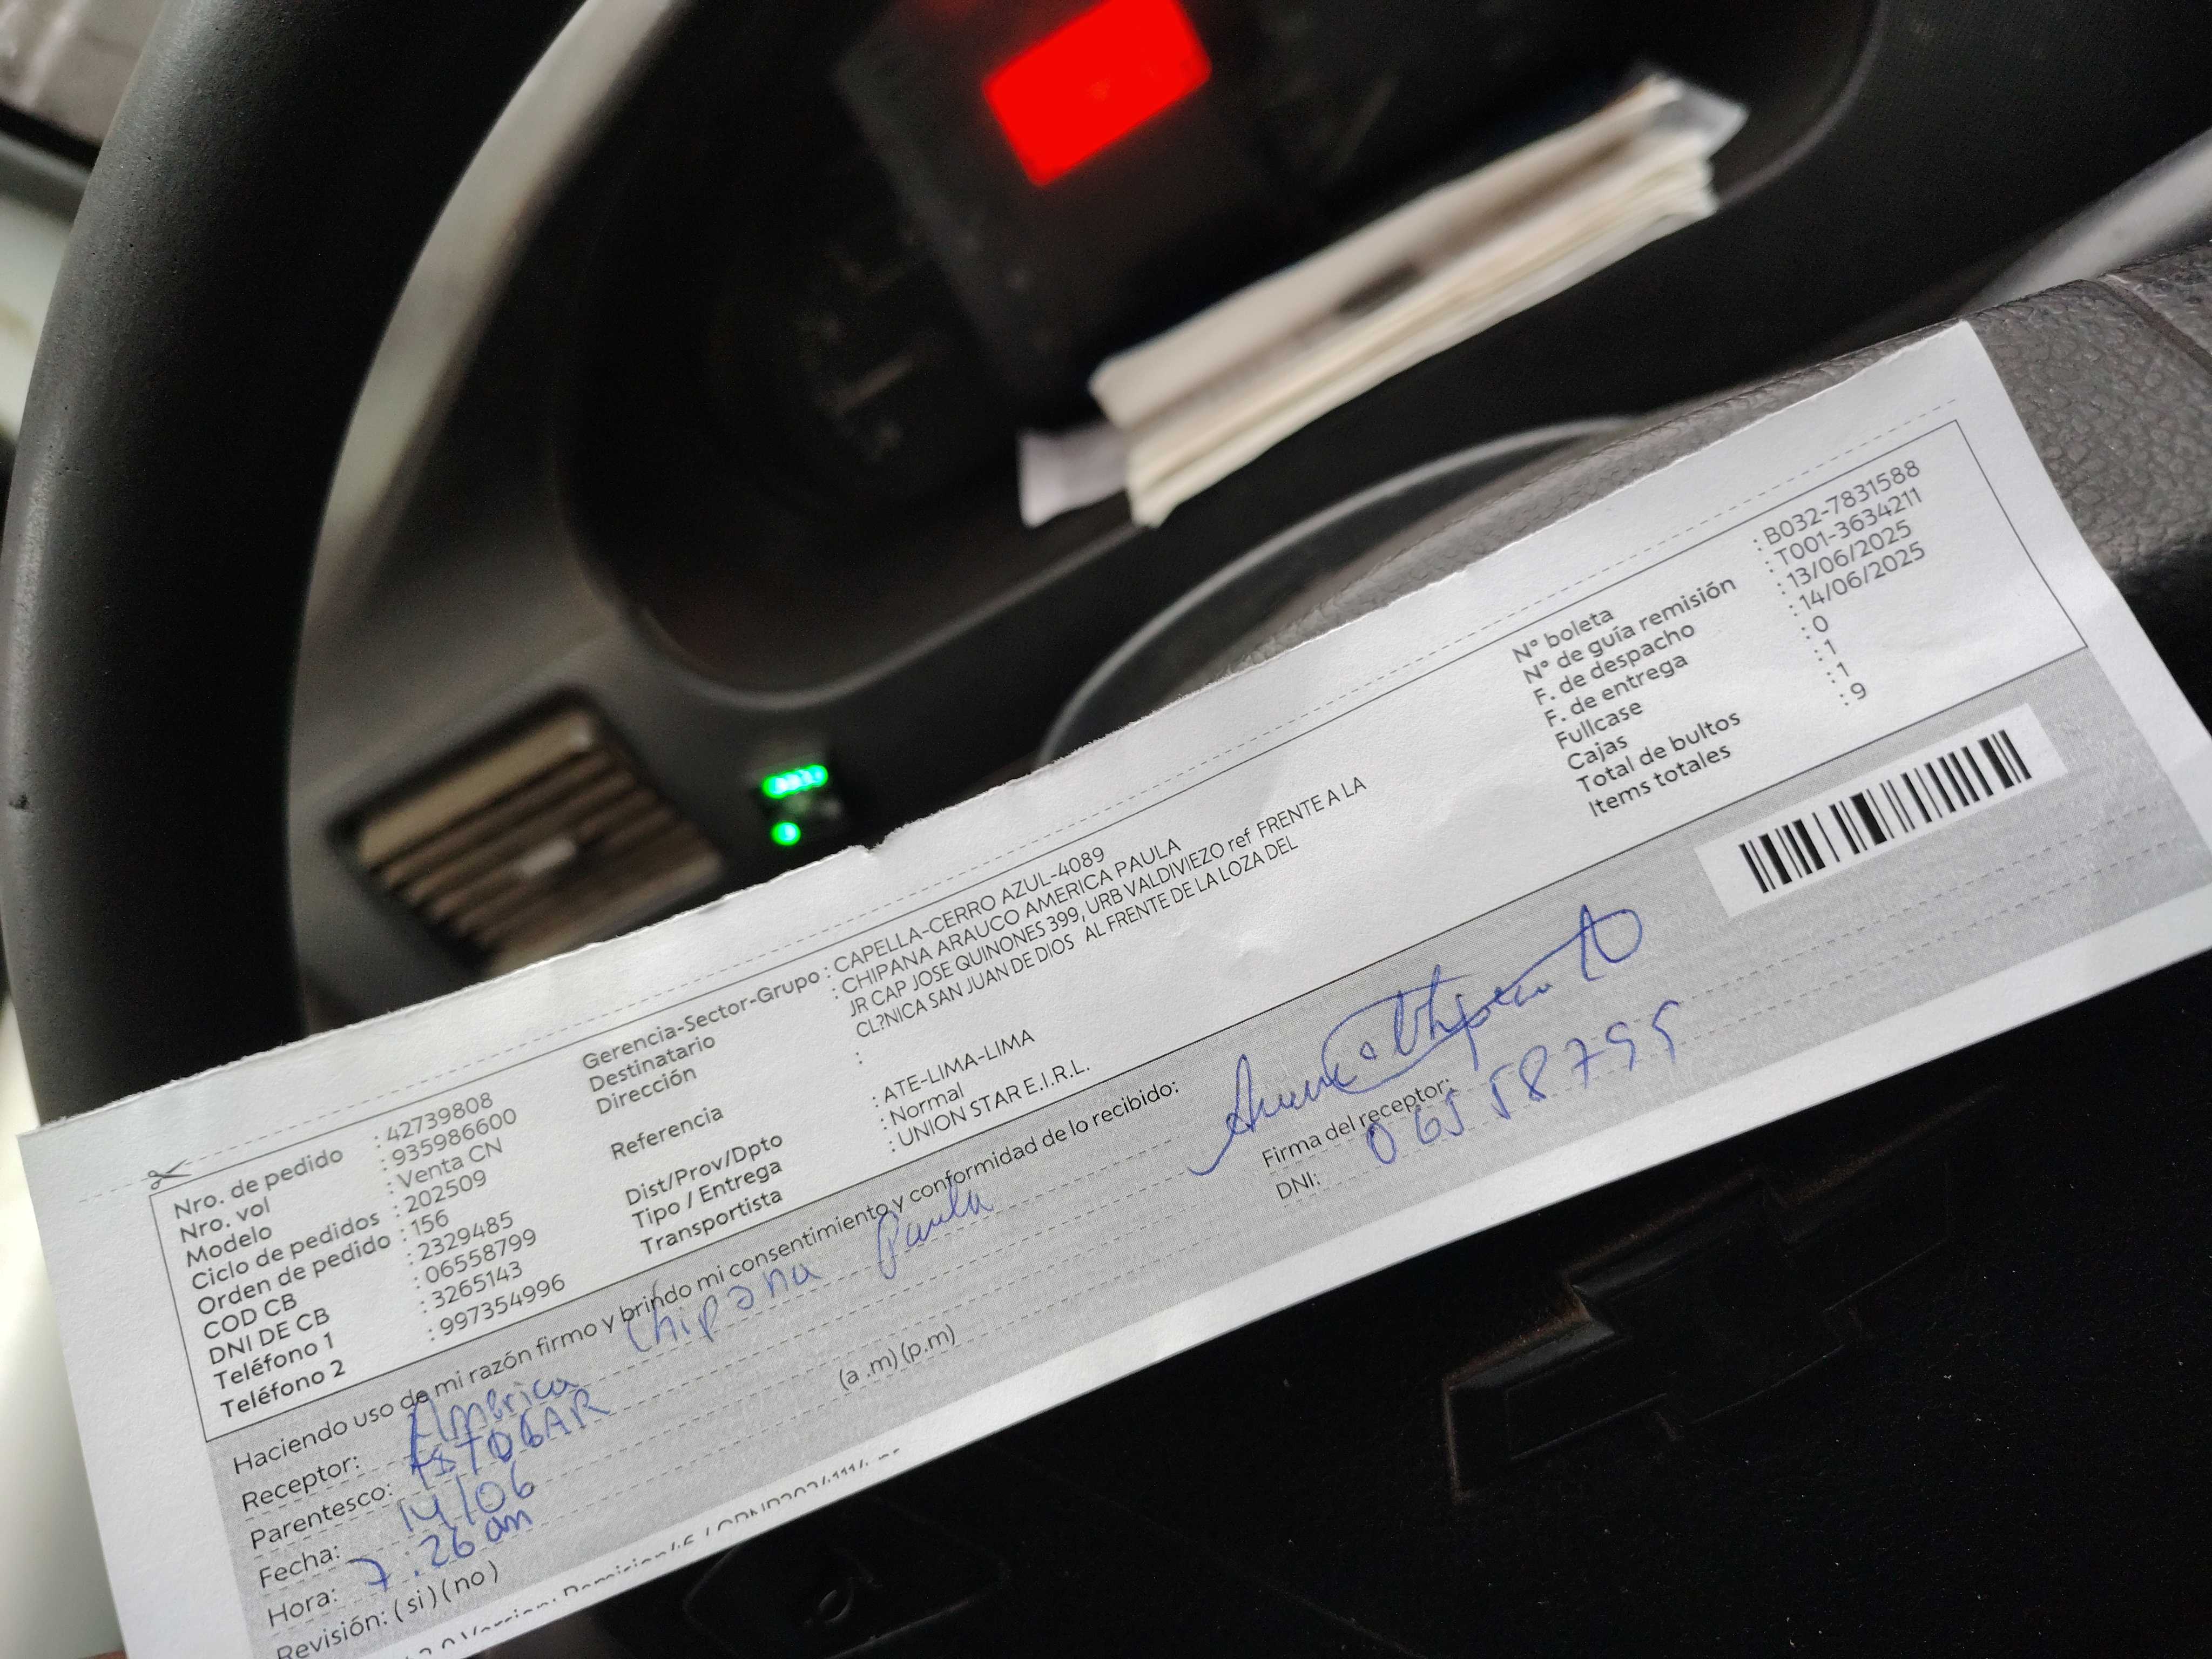 Nro. de pedido : 42739808
Nro. vol : 935986600
Modelo : Venta CN
Ciclo de pedidos : 202509
Orden de pedido : 156
COD CB : 2329485
DNI DE CB : 06558799
Teléfono 1 : 3265143
Teléfono 2 : 997354996
Gerencia-Sector-Grupo : CAPELLA-CERRO AZUL-4089
Destinatario : CHIPANA ARAUCO AMERICA PAULA
Dirección JR CAP JOSE QUINONES 399, URB VALDIVIEZO ref FRENTE A LA
CL?NICA SAN JUAN DE DIOS AL FRENTE DE LA LOZA DEL
Referencia :
Dist/Prov/Dpto : ATE-LIMA-LIMA
Tipo / Entrega : Normal
Transportista : UNION STAR E.I.R.L.
N° boleta : B032-7831588
N° de guía remisión : T001-3634211
F. de despacho : 13/06/2025
F. de entrega : 14/06/2025
Fullcase : 0
Cajas : 1
Total de bultos : 1
Items totales : 9
Haciendo uso de mi razón firmo y brindo mi consentimiento y conformidad de lo recibido:
Receptor: America Chipana Paula
Parentesco:
Fecha: 14/06
Hora: 7:26 am (a .m) (p.m)
Revisión: ( si ) ( no )
Firma del receptor:
DNI: 06558799